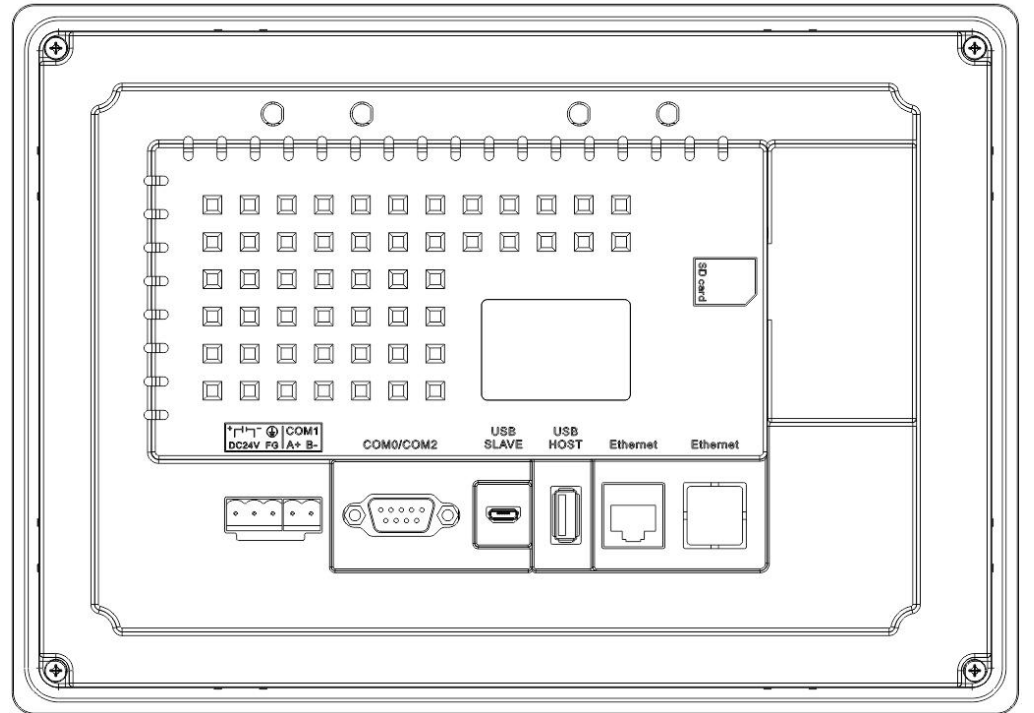 SD card
+ - COM1
DC24V FG A+ B-
COM0/COM2
USB
SLAVE
USB
HOST
Ethernet
Ethernet